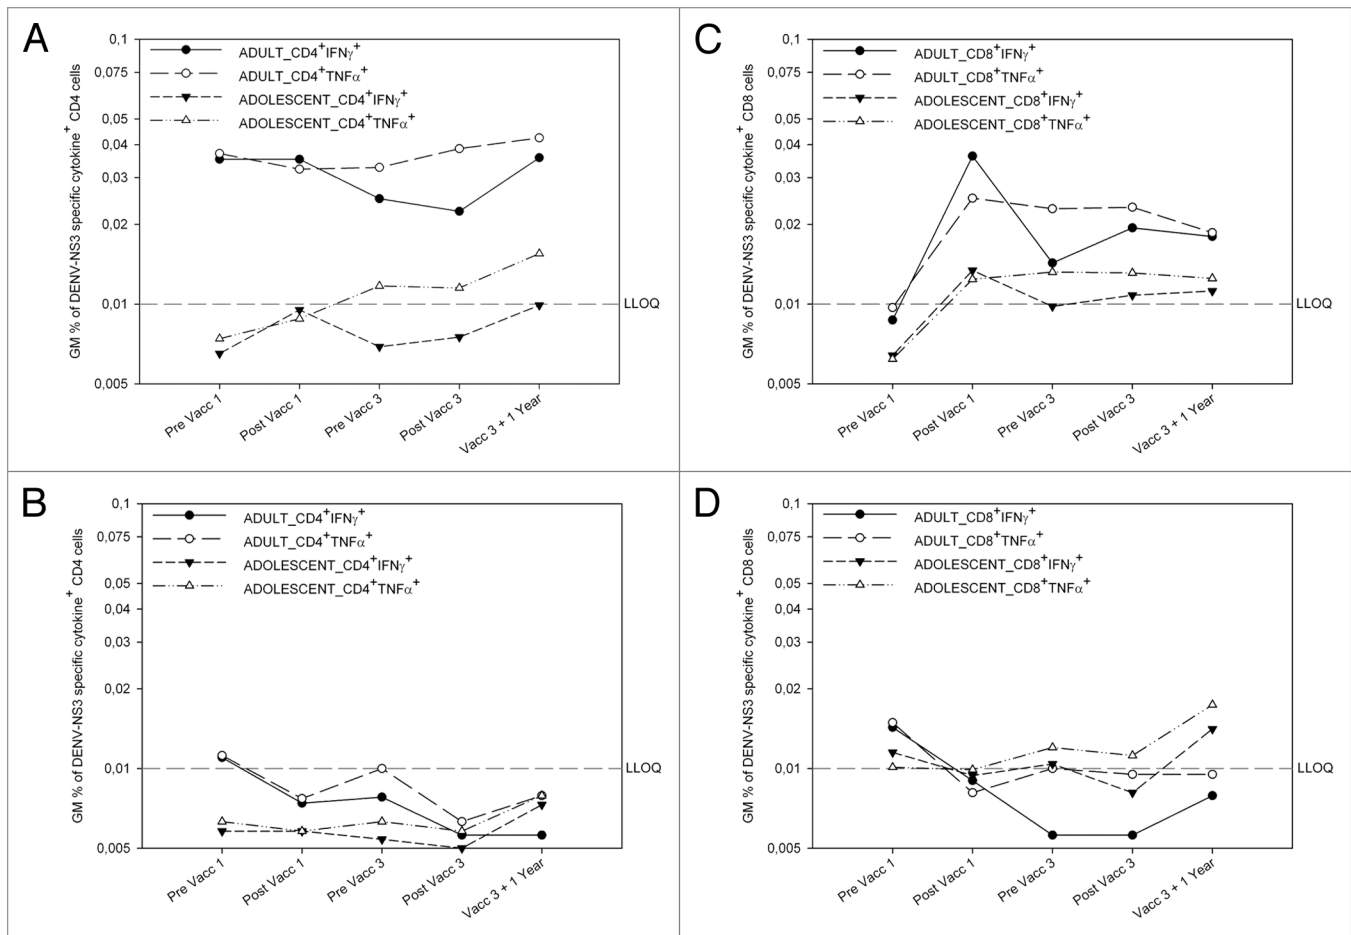 A
GM % of DENV-NS3 specific cytokine+ CD4 cells
0,1
0,075
0,05
0,04
0,03
0,02
0,01
0,005
ADULT_CD4+IFNγ+
ADULT_CD4+TNFα+
ADOLESCENT_CD4+IFNγ+
ADOLESCENT_CD4+TNFα+
LLOQ
Pre Vacc 1
Post Vacc 1
Pre Vacc 3
Post Vacc 3
Vacc 3 + 1 Year
C
GM % of DENV-NS3 specific cytokine+ CD8 cells
0,1
0,075
0,05
0,04
0,03
0,02
0,01
0,005
ADULT_CD8+IFNγ+
ADULT_CD8+TNFα+
ADOLESCENT_CD8+IFNγ+
ADOLESCENT_CD8+TNFα+
LLOQ
Pre Vacc 1
Post Vacc 1
Pre Vacc 3
Post Vacc 3
Vacc 3 + 1 Year
B
GM % of DENV-NS3 specific cytokine+ CD4 cells
0,1
0,075
0,05
0,04
0,03
0,02
0,01
0,005
ADULT_CD4+IFNγ+
ADULT_CD4+TNFα+
ADOLESCENT_CD4+IFNγ+
ADOLESCENT_CD4+TNFα+
LLOQ
Pre Vacc 1
Post Vacc 1
Pre Vacc 3
Post Vacc 3
Vacc 3 + 1 Year
D
GM % of DENV-NS3 specific cytokine+ CD8 cells
0,1
0,075
0,05
0,04
0,03
0,02
0,01
0,005
ADULT_CD8+IFNγ+
ADULT_CD8+TNFα+
ADOLESCENT_CD8+IFNγ+
ADOLESCENT_CD8+TNFα+
LLOQ
Pre Vacc 1
Post Vacc 1
Pre Vacc 3
Post Vacc 3
Vacc 3 + 1 Year